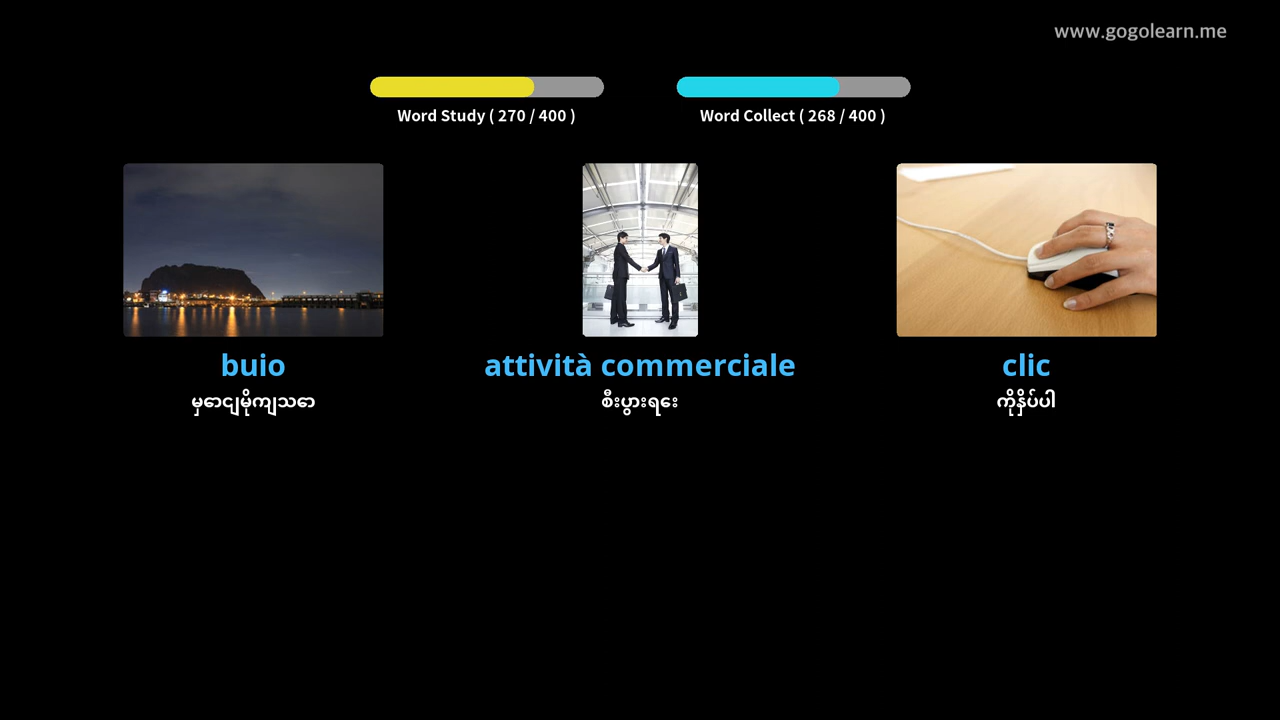 www.gogolearn.me
Word Study ( 270 / 400 )
Word Collect ( 268 / 400 )
buio
attività commerciale
clic
မှောငျမိုကျသော
စီးပွားရေး
ကိုနှိပ်ပါ